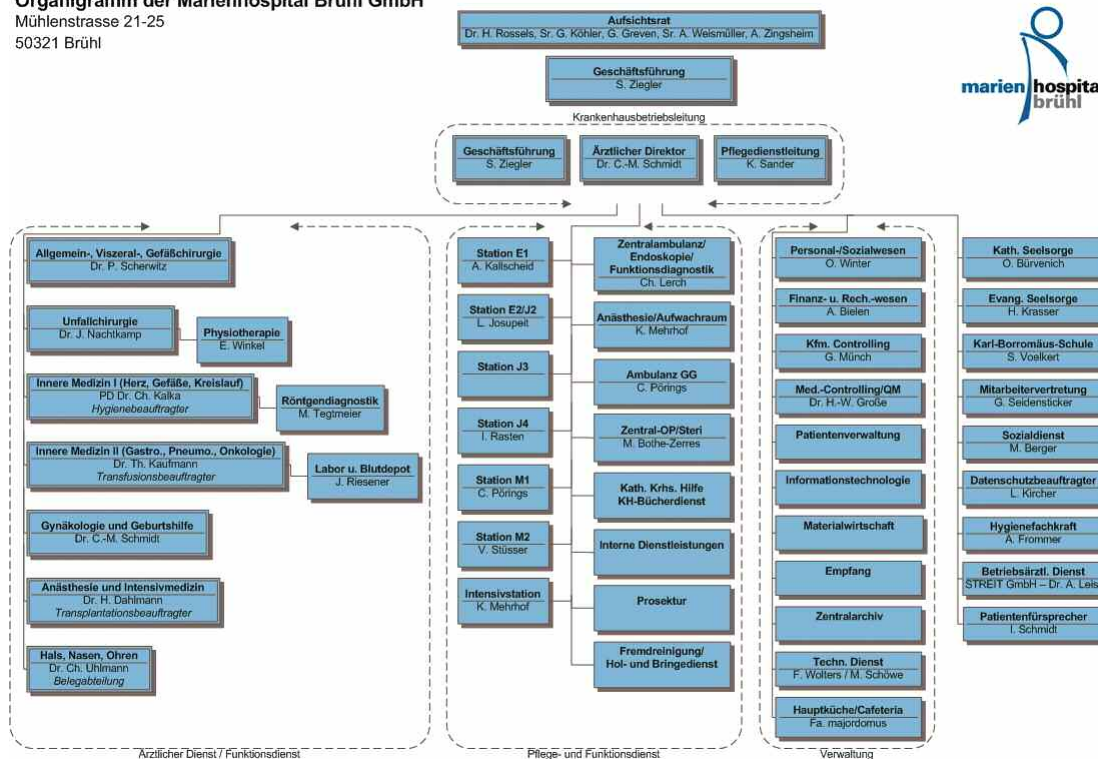 Organigramm der Marienhospital Brühl GmbH
Mühlenstrasse 21-25
50321 Brühl
Aufsichtsrat
Dr. H. Rossels, Sr. G. Köhler, G. Greven, Sr. A. Weismüller, A. Zingsheim
Geschäftsführung
S. Ziegler
marien hospital
brühl
Krankenhausbetriebsleitung
Geschäftsführung
S. Ziegler
Ärztlicher Direktor
Dr. C.-M. Schmidt
Pflegedienstleitung
K. Sander
Allgemein-, Viszeral-, Gefäßchirurgie
Dr. P. Scherwitz
Unfallchirurgie
Dr. J. Nachtkamp
Physiotherapie
E. Winkel
Innere Medizin I (Herz, Gefäße, Kreislauf)
PD Dr. Ch. Kalka
Hygienebeauftragter
Röntgendiagnostik
M. Tegtmeier
Innere Medizin II (Gastro., Pneumo., Onkologie)
Dr. Th. Kaufmann
Transfusionsbeauftragter
Labor u. Blutdepot
J. Riesener
Gynäkologie und Geburtshilfe
Dr. C.-M. Schmidt
Anästhesie und Intensivmedizin
Dr. H. Dahlmann
Transplantationsbeauftragter
Hals, Nasen, Ohren
Dr. Ch. Uhlmann
Belegabteilung
Ärztlicher Dienst / Funktionsdienst
Station E1
A. Kallscheid
Station E2/J2
L. Josupeit
Station J3
Station J4
I. Rasten
Station M1
C. Pörings
Station M2
V. Stüsser
Intensivstation
K. Mehrhof
Zentralambulanz/
Endoskopie/
Funktionsdiagnostik
Ch. Lerch
Anästhesie/Aufwachraum
K. Mehrhof
Ambulanz GG
C. Pörings
Zentral-OP/Steri
M. Bothe-Zerres
Kath. Krhs. Hilfe
KH-Bücherdienst
Interne Dienstleistungen
Prosektur
Fremdreinigung/
Hol- und Bringedienst
Pflege- und Funktionsdienst
Personal-/Sozialwesen
O. Winter
Finanz- u. Rech.-wesen
A. Bielen
Kfm. Controlling
G. Münch
Med.-Controlling/QM
Dr. H.-W. Große
Patientenverwaltung
Informationstechnologie
Materialwirtschaft
Empfang
Zentralarchiv
Techn. Dienst
F. Wolters / M. Schöwe
Hauptküche/Cafeteria
Fa. majordomus
Verwaltung
Kath. Seelsorge
O. Bürvenich
Evang. Seelsorge
H. Krasser
Karl-Borromäus-Schule
S. Voelkert
Mitarbeitervertretung
G. Seidensticker
Sozialdienst
M. Berger
Datenschutzbeauftragter
L. Kircher
Hygienefachkraft
A. Frommer
Betriebsärztl. Dienst
STREIT GmbH – Dr. A. Leis
Patientenfürsprecher
I. Schmidt